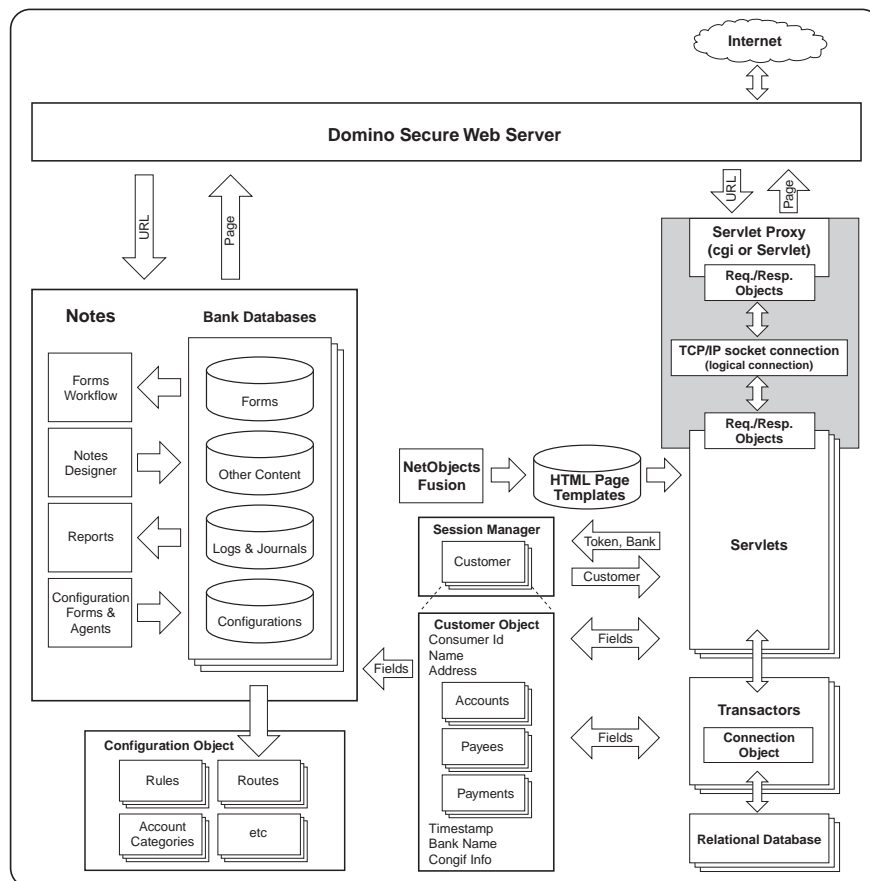 Internet
Domino Secure Web Server
URL
Page
URL
Page
Servlet Proxy
(cgi or Servlet)
Req./Resp.
Objects
TCP/IP socket connection
(logical connection)
Req./Resp.
Objects
Notes
Bank Databases
Forms
Workflow
Forms
Notes
Designer
Other Content
Reports
Logs & Journals
Configuration
Forms &
Agents
Configurations
NetObjects
Fusion
HTML Page
Templates
Servlets
Session Manager
Customer
Token, Bank
Customer
Customer Object
Consumer Id
Name
Address
Accounts
Payees
Payments
Timestamp
Bank Name
Congif Info
Fields
Fields
Fields
Transactors
Connection
Object
Relational Database
Configuration Object
Rules
Routes
Account
Categories
etc